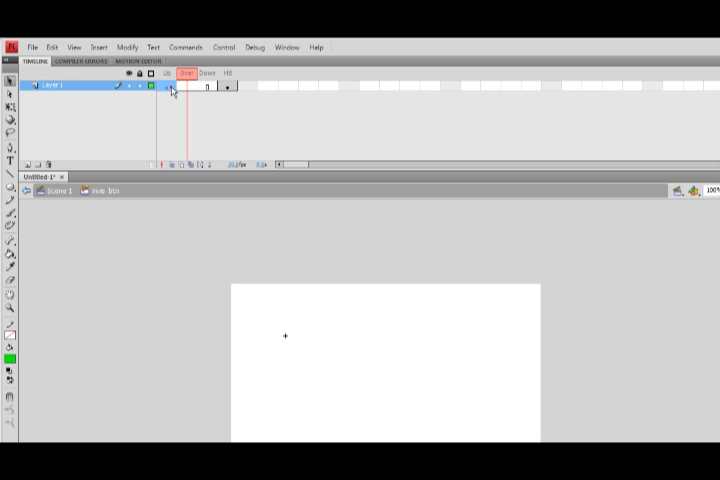 FL File Edit View Insert Modify Text Commands Control Debug Window Help
TIMELINE COMPILER ERRORS MOTION EDITOR
Up Over Down Hit
Layer 1
Untitled-1* ×
Scene 1 btn
100%